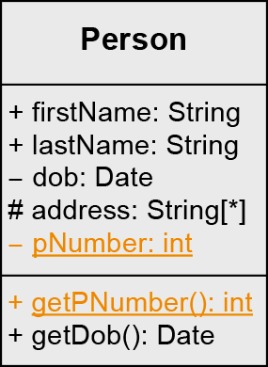 Person
+ firstName: String
+ lastName: String
− dob: Date
# address: String[*]
− pNumber: int
+ getPNumber(): int
+ getDob(): Date